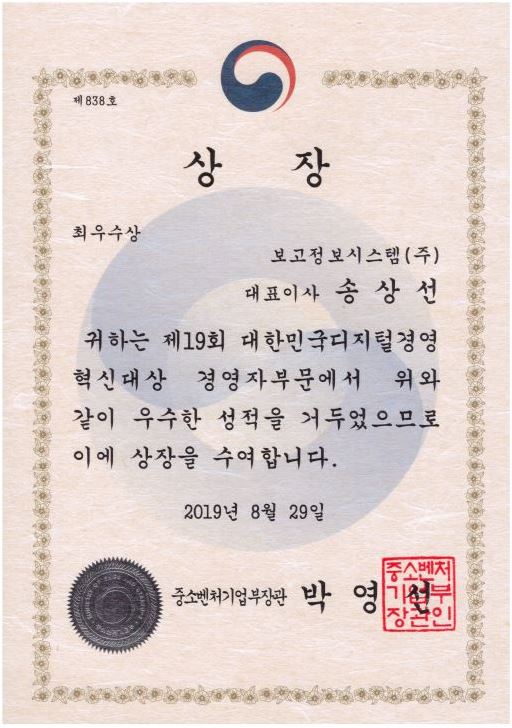 제 838 호
상 장
최우수상
보고정보시스템(주)
대표이사 송 상 선
귀하는 제19회 대한민국디지털경영
혁신대상 경영자부문에서 위와
같이 우수한 성적을 거두었으므로
이에 상장을 수여합니다.
2019년 8월 29일
중소벤처기업부장관 박 영 선
중소벤처
기업부
장관인